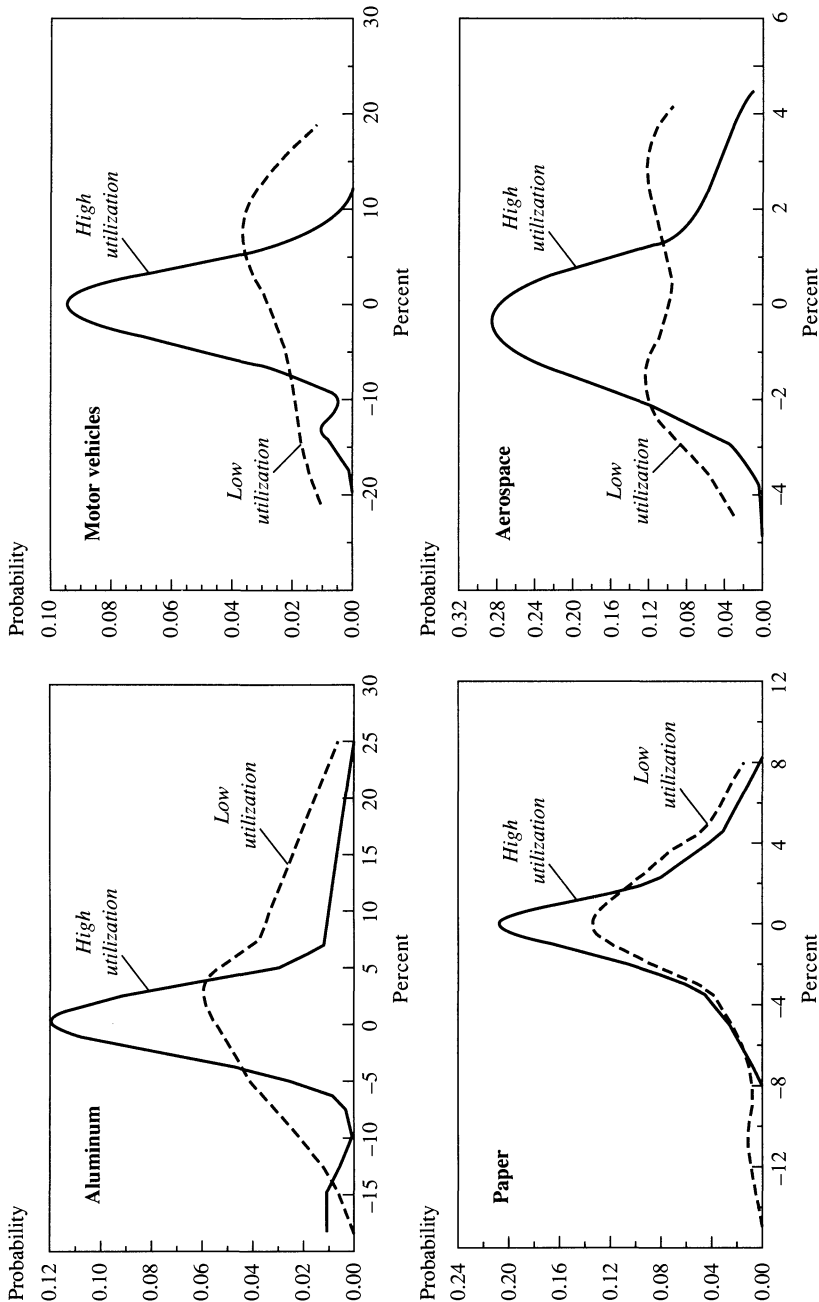 Probability
0.12
Aluminum
High
utilization
0.10
0.08
0.06
Low
utilization
0.04
0.02
0.00
−15 −10 −5 0 5 10 15 20 25 30
Percent
Probability
0.10
Motor vehicles
High
utilization
0.08
0.06
0.04
Low
utilization
0.02
0.00
−20 −10 0 10 20 30
Percent
Probability
0.24
Paper
0.20
High
utilization
0.16
0.12
Low
utilization
0.08
0.04
0.00
−12 −8 −4 0 4 8 12
Percent
Probability
0.32
Aerospace
0.28
High
utilization
0.24
0.20
0.16
Low
utilization
0.12
0.08
0.04
0.00
−4 −2 0 2 4 6
Percent